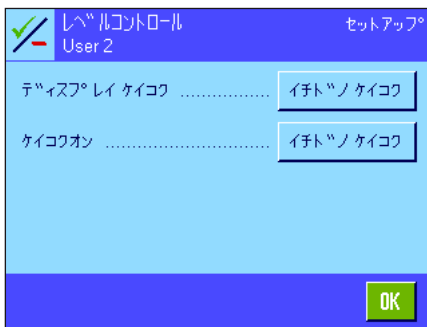 レベルコントロール セットアップ
User 2
ディスプレイ ケイコク .................. イチドノ ケイコク
ケイコクオン ................................. イチドノ ケイコク
OK